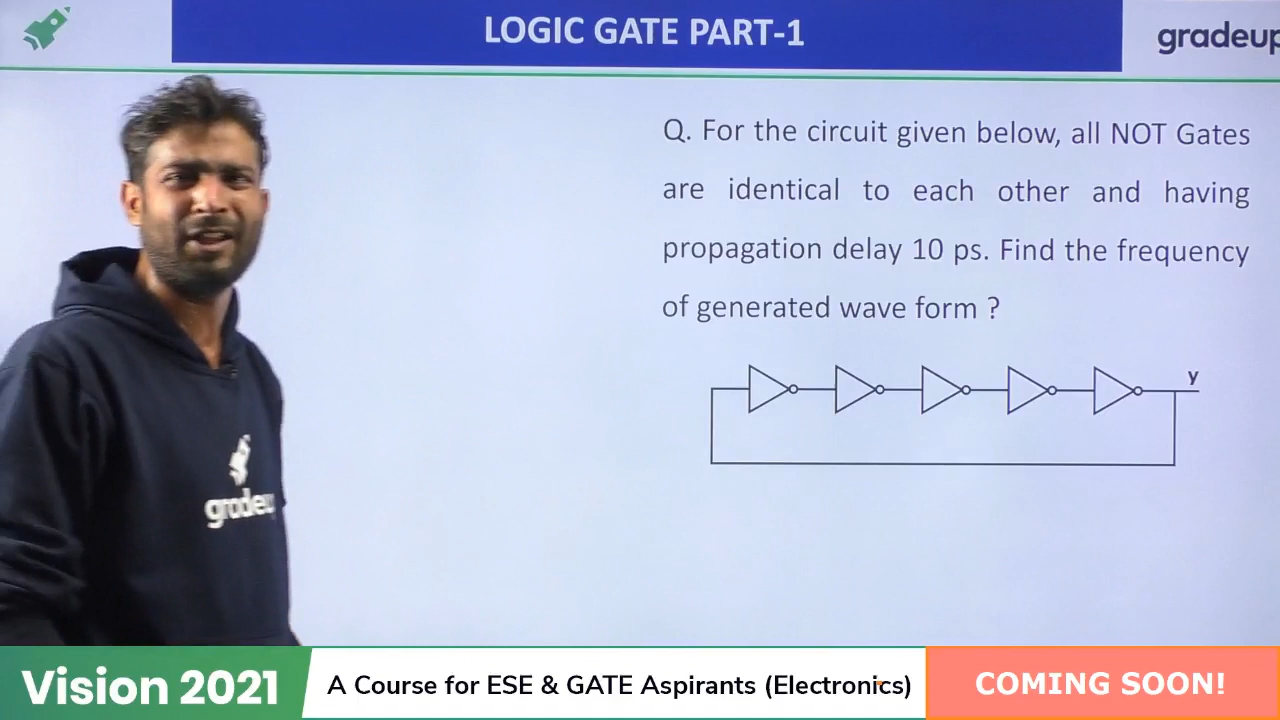 LOGIC GATE PART-1
gradeup
Q. For the circuit given below, all NOT Gates
are identical to each other and having
propagation delay 10 ps. Find the frequency
of generated wave form ?
y
gradeup
Vision 2021
A Course for ESE & GATE Aspirants (Electronics)
COMING SOON!